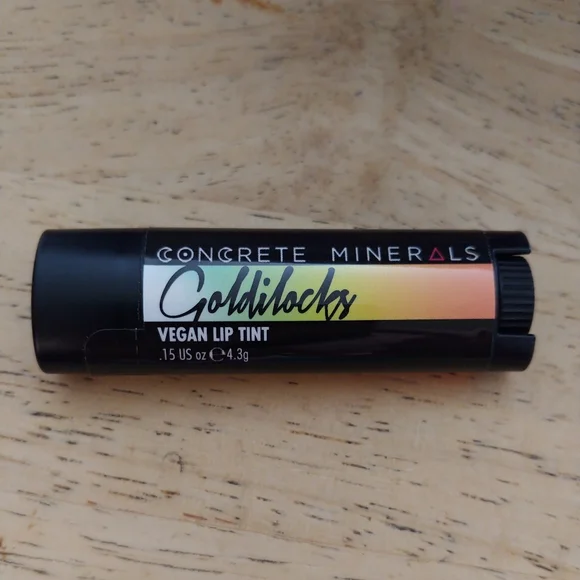 CONCRETE MINERALS
Goldilocks
VEGAN LIP TINT
.15 US oz ℮ 4.3g